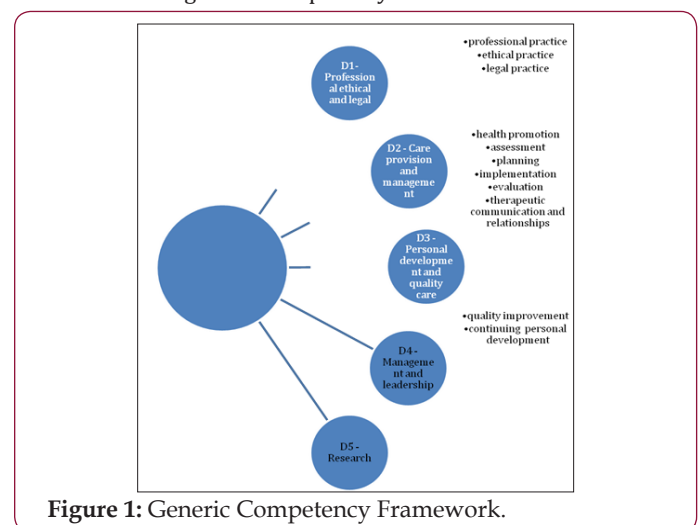 D1-
Profession
al ethical
and legal
•professional practice
•ethical practice
•legal practice
D2 - Care
provision
and
manageme
nt
•health promotion
•assessment
•planning
•implementation
•evaluation
•therapeutic
communication and
relationships
D3 -
Personal
developme
nt and
quality
care
•quality improvement
•continuing personal
development
D4 -
Manageme
nt and
leadership
D5 -
Research
Figure 1: Generic Competency Framework.